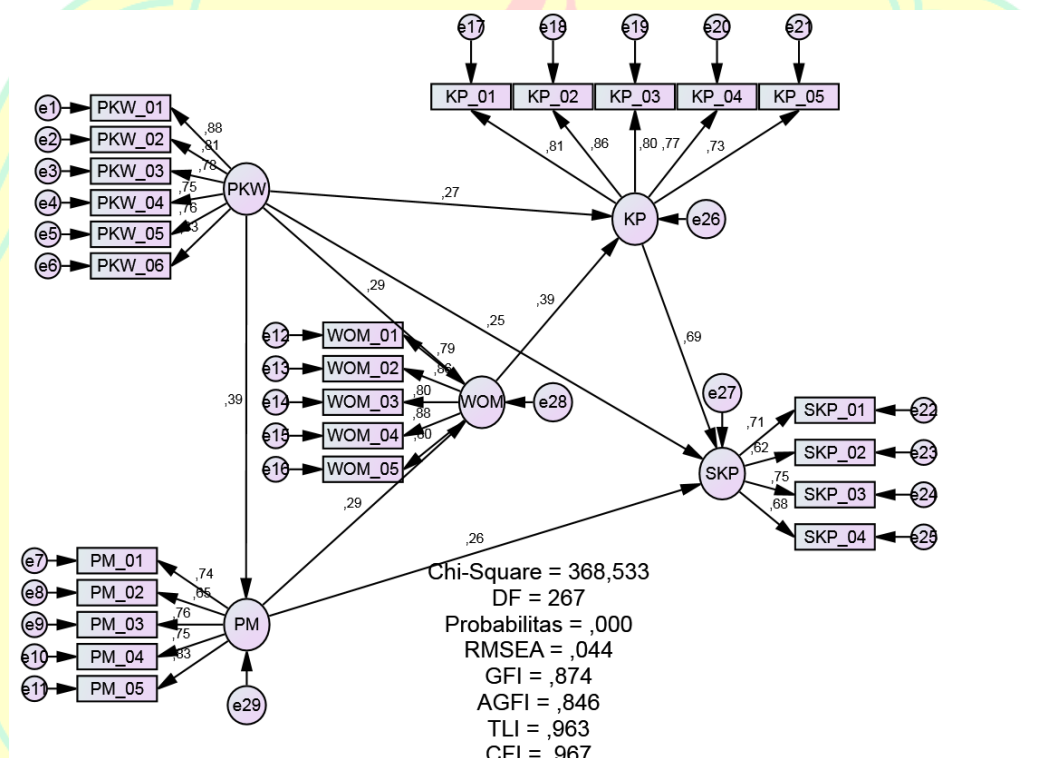 e17 e18 e19 e20 e21
KP_01 KP_02 KP_03 KP_04 KP_05
,81 ,86 ,80 ,77 ,73
e1 PKW_01
e2 PKW_02
e3 PKW_03
e4 PKW_04
e5 PKW_05
e6 PKW_06
,88
,81
,78
,75
,76
PKW
,27
KP
e26
,29
,39
,25
,69
,39
e12 WOM_01
e13 WOM_02
e14 WOM_03
e15 WOM_04
e16 WOM_05
,79
,80
,88
WOM
e28
e27
SKP
,71
,62
,75
,68
SKP_01 e22
SKP_02 e23
SKP_03 e24
SKP_04 e25
,29
,26
e7 PM_01
e8 PM_02
e9 PM_03
e10 PM_04
e11 PM_05
,74
,65
,76
,75
,83
PM
e29
Chi-Square = 368,533
DF = 267
Probabilitas = ,000
RMSEA = ,044
GFI = ,874
AGFI = ,846
TLI = ,963
CFI = ,967